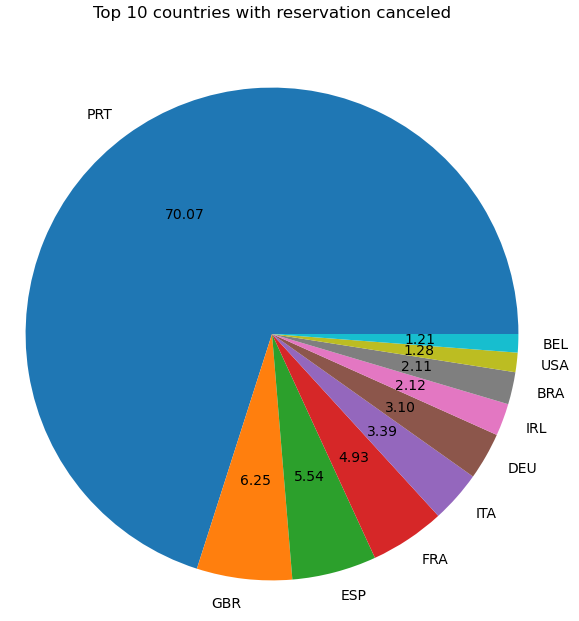 Top 10 countries with reservation canceled
PRT
70.07
GBR
6.25
ESP
5.54
FRA
4.93
ITA
3.39
DEU
3.10
IRL
2.12
BRA
2.11
USA
1.28
BEL
1.21